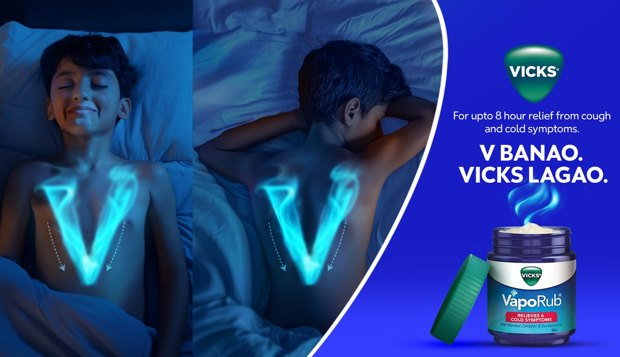 VICKS
For upto 8 hour relief from cough
and cold symptoms.
V BANAO.
VICKS LAGAO.
V
V
VICKS
VapoRub
RELIEVES 6
COLD SYMPTOMS